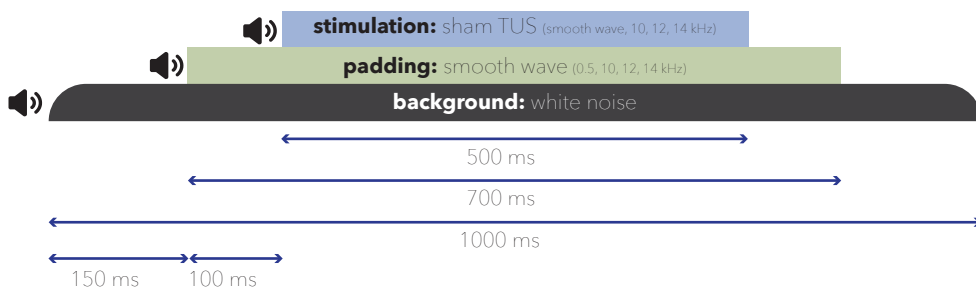 stimulation: sham TUS (smooth wave, 10, 12, 14 kHz)
padding: smooth wave (0.5, 10, 12, 14 kHz)
background: white noise
500 ms
700 ms
1000 ms
150 ms 100 ms